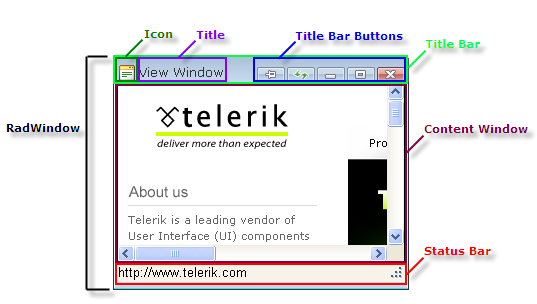 Icon
Title
Title Bar Buttons
Title Bar
View Window
telerik
deliver more than expected
Pro
RadWindow
Content Window
About us
Telerik is a leading vendor of
User Interface (UI) components
Status Bar
http://www.telerik.com